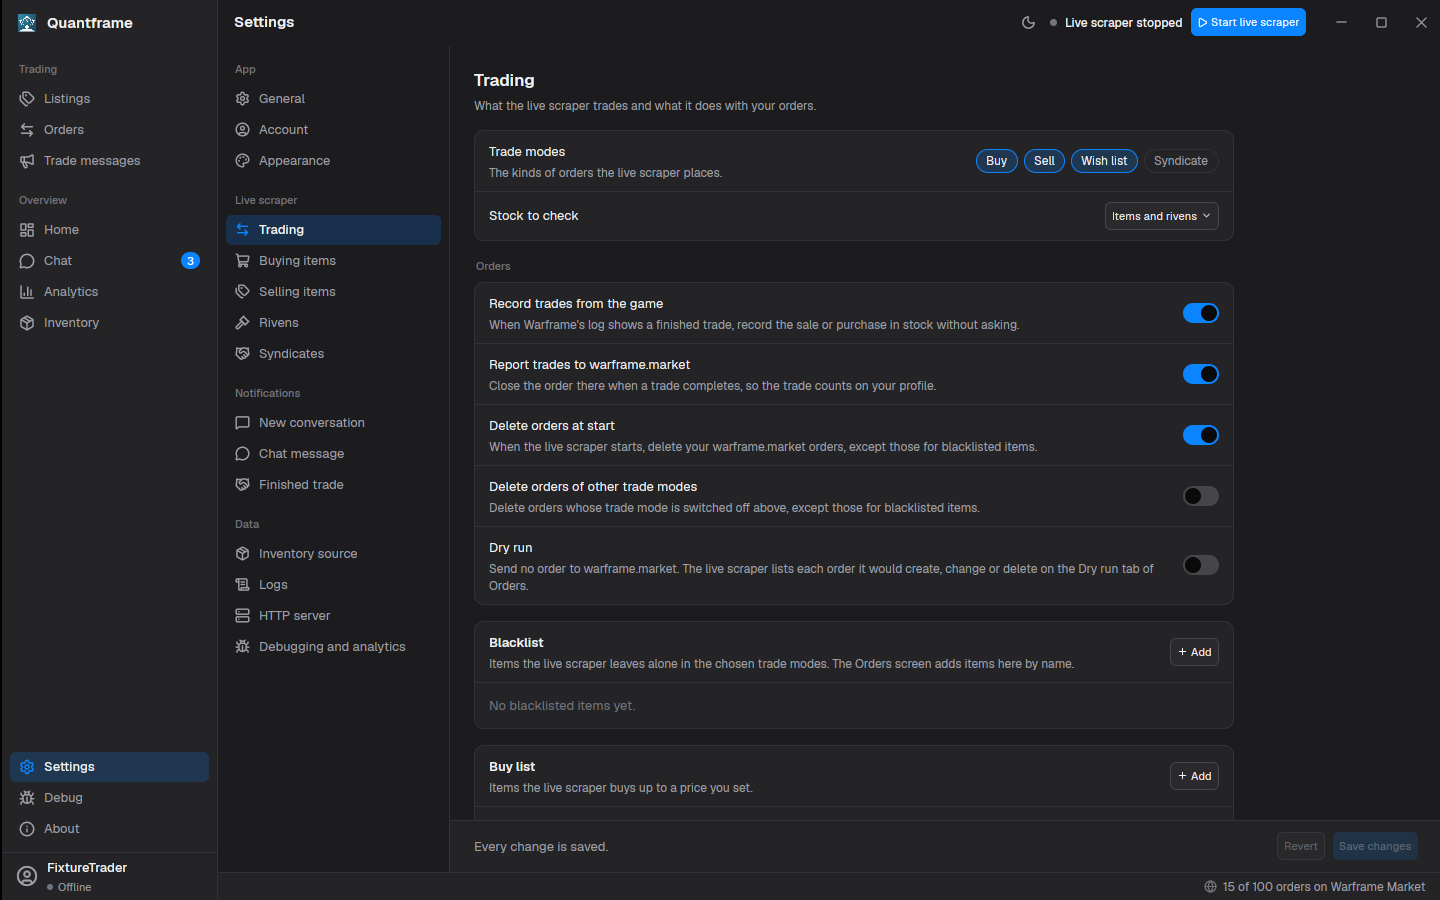 Quantframe
Settings
Live scraper stopped
Start live scraper
Trading
Listings
Orders
Trade messages
Overview
Home
Chat
3
Analytics
Inventory
Settings
Debug
About
FixtureTrader
Offline
App
General
Account
Appearance
Live scraper
Trading
Buying items
Selling items
Rivens
Syndicates
Notifications
New conversation
Chat message
Finished trade
Data
Inventory source
Logs
HTTP server
Debugging and analytics
Trading
What the live scraper trades and what it does with your orders.
Trade modes
The kinds of orders the live scraper places.
Buy
Sell
Wish list
Syndicate
Stock to check
Items and rivens
Orders
Record trades from the game
When Warframe's log shows a finished trade, record the sale or purchase in stock without asking.
Report trades to warframe.market
Close the order there when a trade completes, so the trade counts on your profile.
Delete orders at start
When the live scraper starts, delete your warframe.market orders, except those for blacklisted items.
Delete orders of other trade modes
Delete orders whose trade mode is switched off above, except those for blacklisted items.
Dry run
Send no order to warframe.market. The live scraper lists each order it would create, change or delete on the Dry run tab of
Orders.
Blacklist
Items the live scraper leaves alone in the chosen trade modes. The Orders screen adds items here by name.
+ Add
No blacklisted items yet.
Buy list
Items the live scraper buys up to a price you set.
+ Add
Every change is saved.
Revert
Save changes
15 of 100 orders on Warframe Market